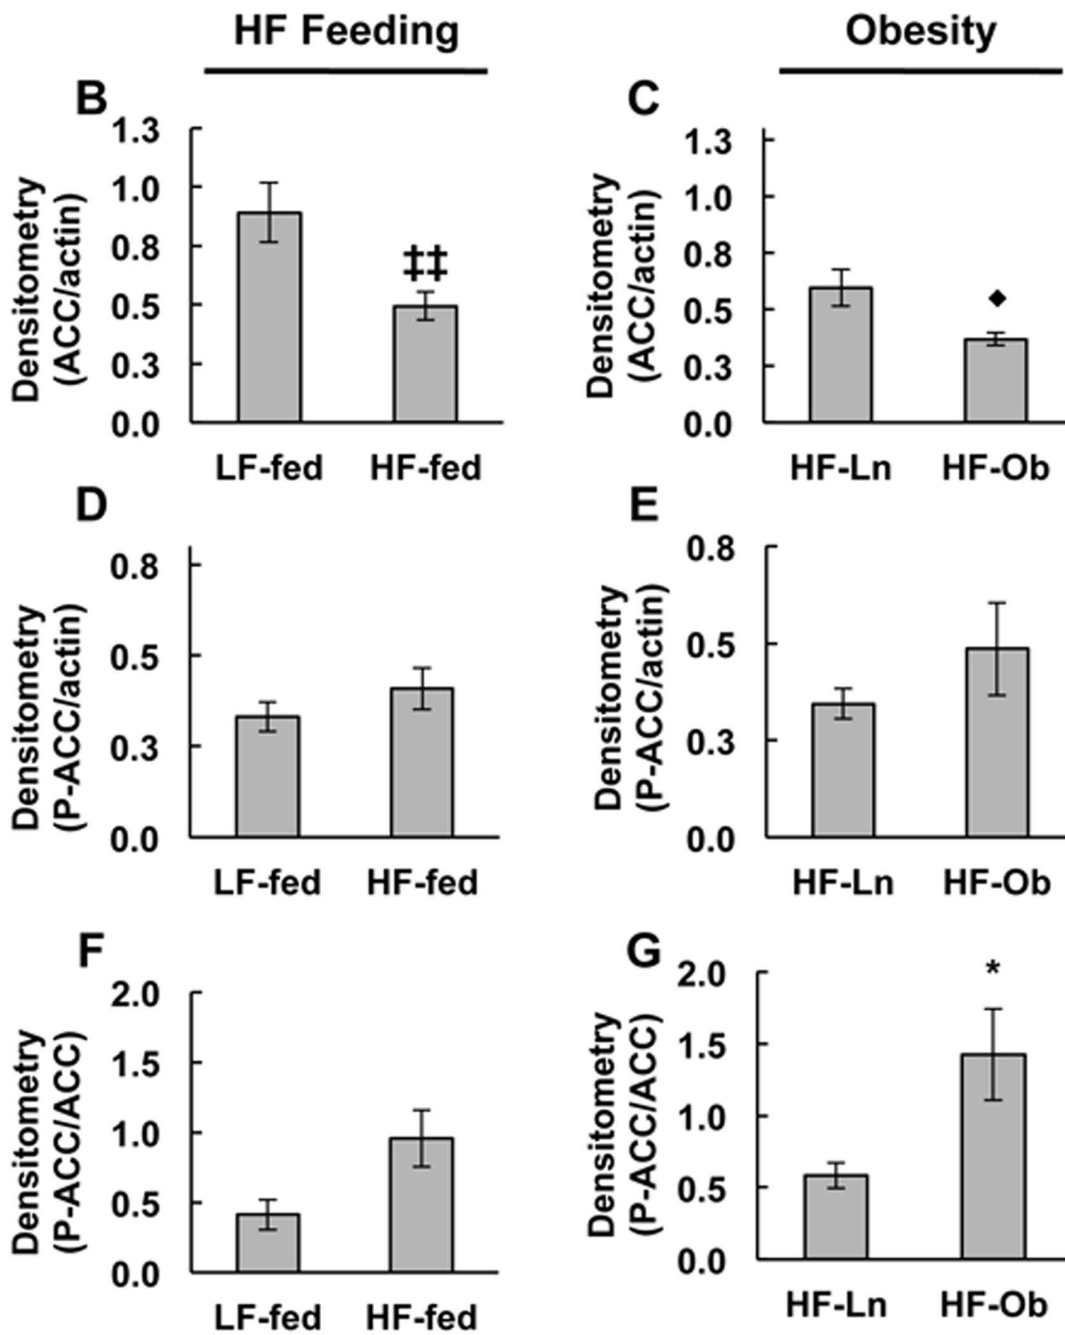 HF Feeding
Obesity
B
Densitometry
(ACC/actin)
1.3
1.0
0.8
0.5
0.3
0.0
‡‡
LF-fed HF-fed
C
Densitometry
(ACC/actin)
1.3
1.0
0.8
0.5
0.3
0.0
◆
HF-Ln HF-Ob
D
Densitometry
(P-ACC/actin)
0.8
0.5
0.3
0.0
LF-fed HF-fed
E
Densitometry
(P-ACC/actin)
0.8
0.5
0.3
0.0
HF-Ln HF-Ob
F
Densitometry
(P-ACC/ACC)
2.0
1.5
1.0
0.5
0.0
LF-fed HF-fed
G
Densitometry
(P-ACC/ACC)
2.0
1.5
1.0
0.5
0.0
*
HF-Ln HF-Ob